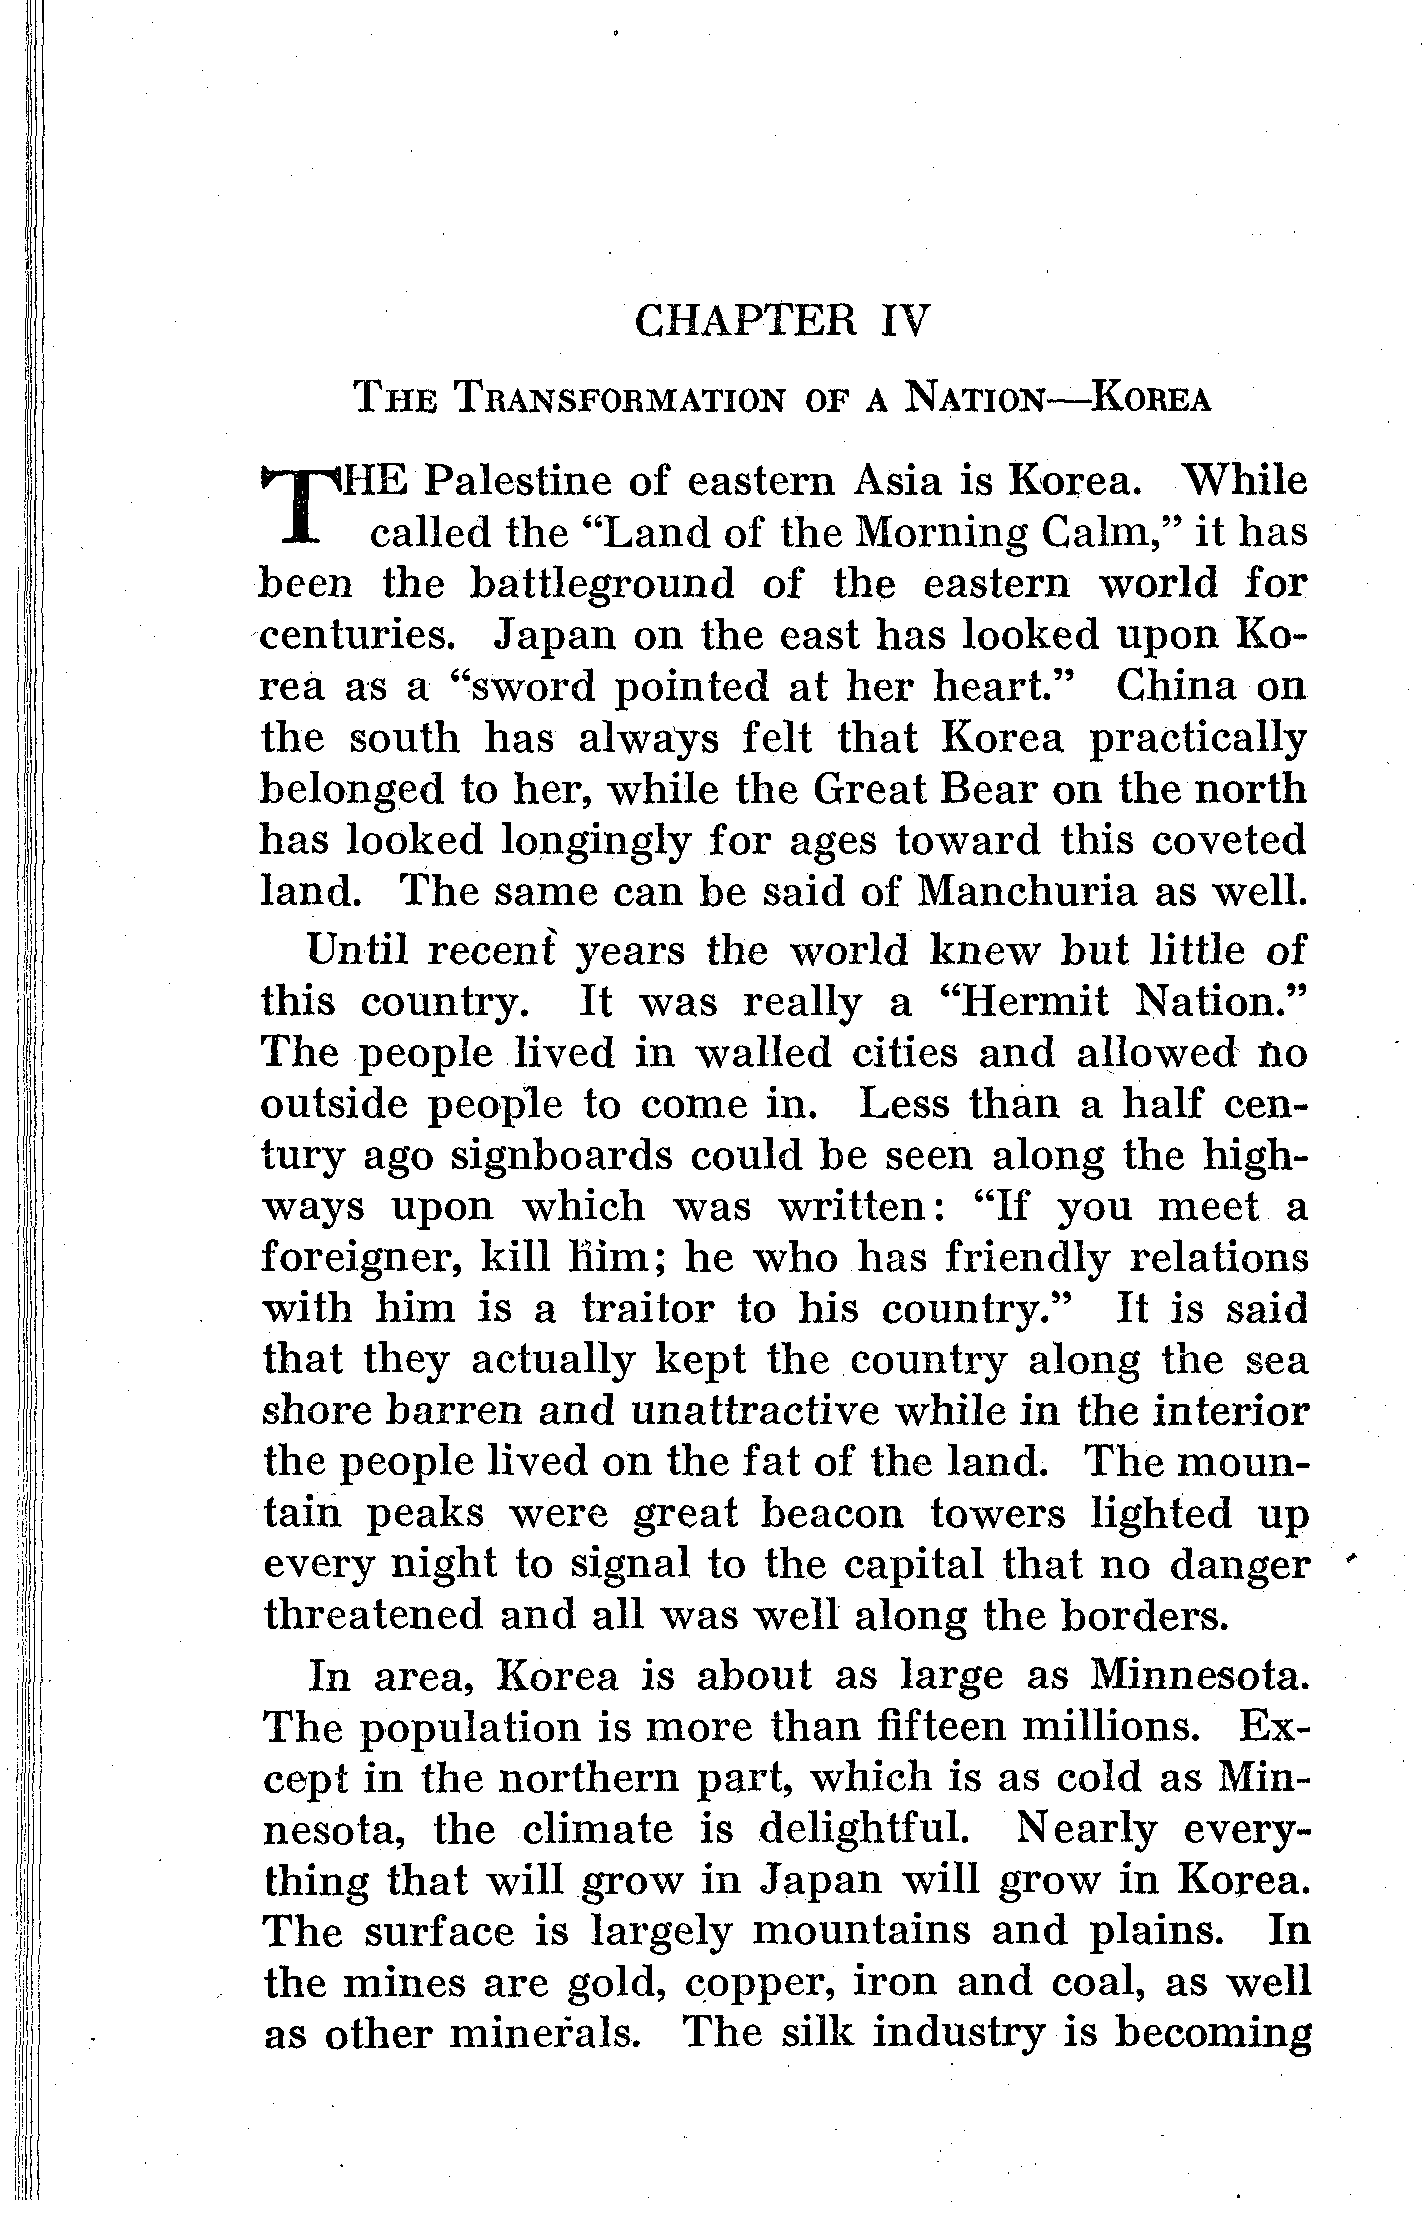 CHAPTER IV
THE TRANSFORMATION OF A NATION—KOREA
THE Palestine of eastern Asia is Korea. While
called the “Land of the Morning Calm,” it has
been the battleground of the eastern world for
centuries. Japan on the east has looked upon Ko-
rea as a “sword pointed at her heart.” China on
the south has always felt that Korea practically
belonged to her, while the Great Bear on the north
has looked longingly for ages toward this coveted
land. The same can be said of Manchuria as well.
Until recent years the world knew but little of
this country. It was really a “Hermit Nation.”
The people lived in walled cities and allowed no
outside people to come in. Less than a half cen-
tury ago signboards could be seen along the high-
ways upon which was written: “If you meet a
foreigner, kill him; he who has friendly relations
with him is a traitor to his country.” It is said
that they actually kept the country along the sea
shore barren and unattractive while in the interior
the people lived on the fat of the land. The moun-
tain peaks were great beacon towers lighted up
every night to signal to the capital that no danger
threatened and all was well along the borders.
In area, Korea is about as large as Minnesota.
The population is more than fifteen millions. Ex-
cept in the northern part, which is as cold as Min-
nesota, the climate is delightful. Nearly every-
thing that will grow in Japan will grow in Korea.
The surface is largely mountains and plains. In
the mines are gold, copper, iron and coal, as well
as other minerals. The silk industry is becoming